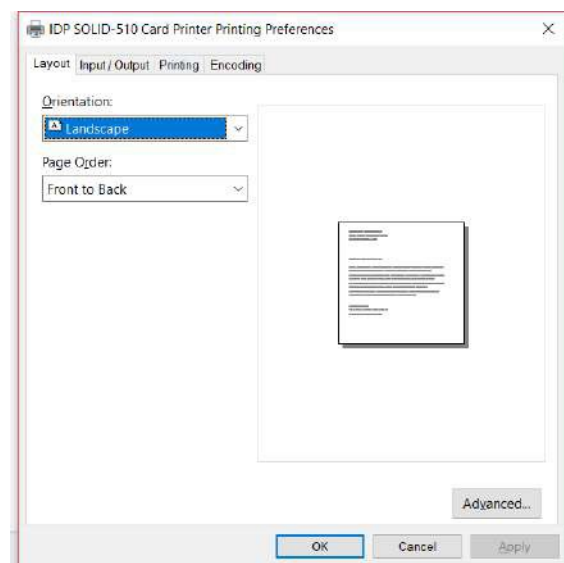 IDP SOLID-510 Card Printer Printing Preferences
Layout Input / Output Printing Encoding
Orientation:
Landscape
Page Order:
Front to Back
Advanced...
OK Cancel Apply